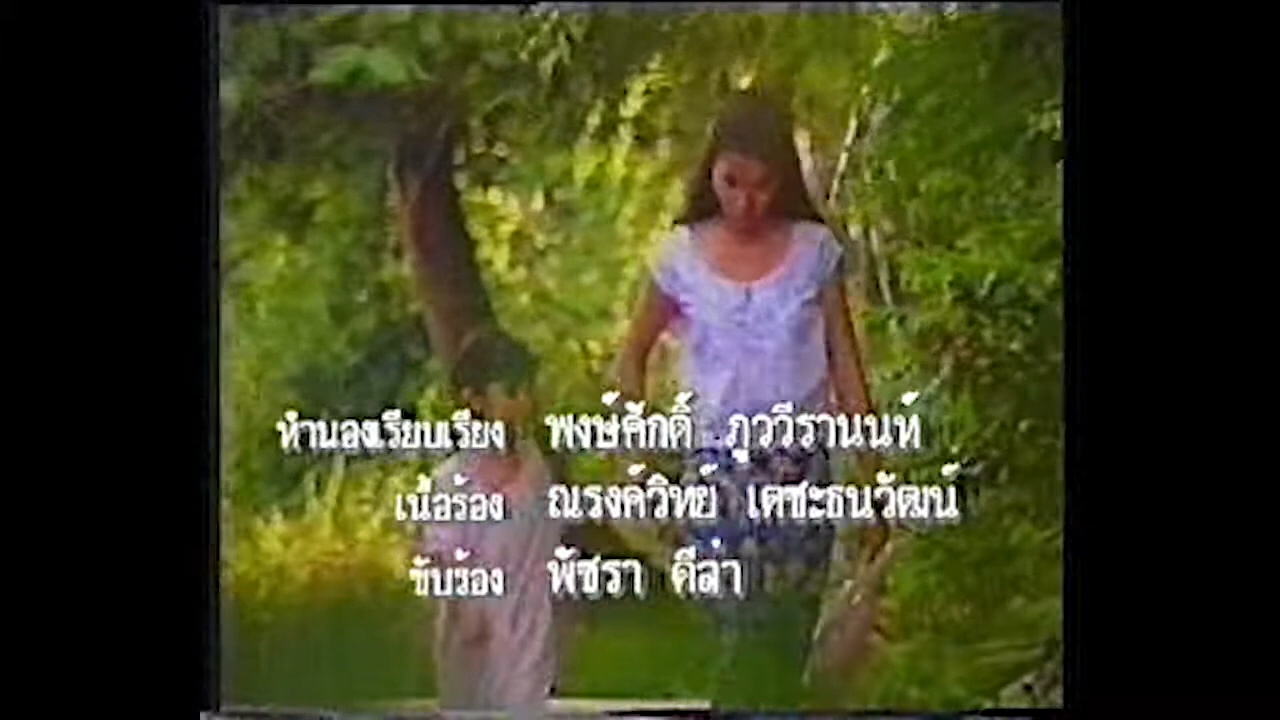 ทำนองเรียบเรียง พงษ์ศักดิ์ ภูววีรานนท์
เนื้อร้อง ณรงค์วิทย์ เตชะธนวัฒน์
ขับร้อง พัชรา ดีล่า